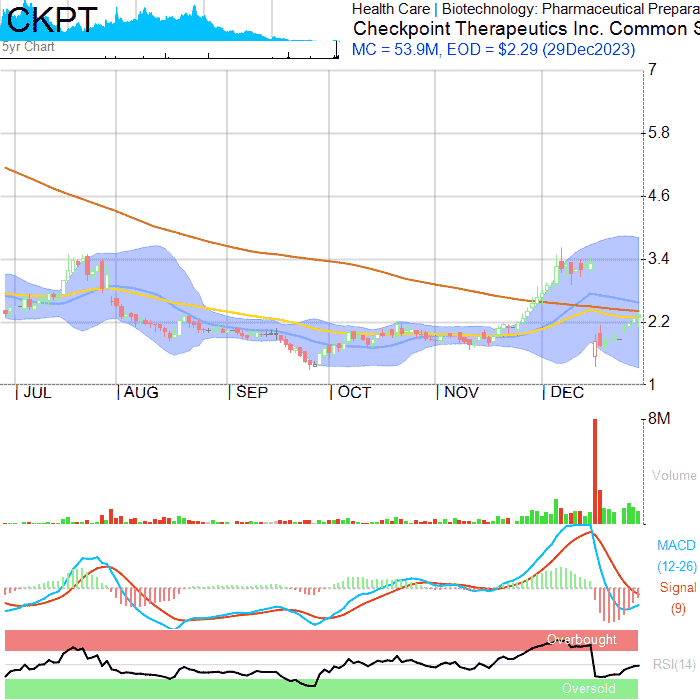 CKPT
Health Care | Biotechnology: Pharmaceutical Prepara
Checkpoint Therapeutics Inc. Common S
5yr Chart
MC = 53.9M, EOD = $2.29 (29Dec2023)
7
5.8
4.6
3.4
2.2
1
JUL AUG SEP OCT NOV DEC
8M
Volume
MACD
(12-26)
Signal
(9)
Overbought
RSI(14)
Oversold